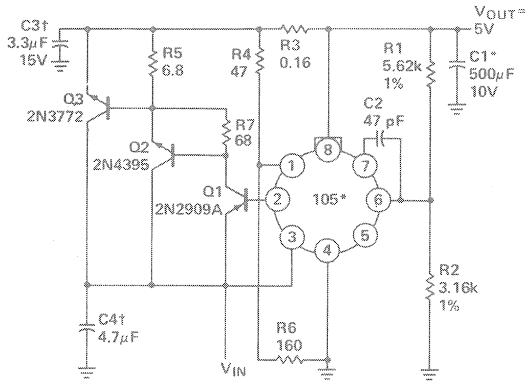 C3†
3.3µF
15V
R5
6.8
R4
47
R3
0.16
VOUT=
5V
R1
5.62k
1%
C1*
500µF
10V
Q3
2N3772
Q2
2N4395
R7
68
C2
47 pF
Q1
2N2909A
8
1
7
2
105*
6
3
5
4
R2
3.16k
1%
C4†
4.7µF
VIN
R6
160